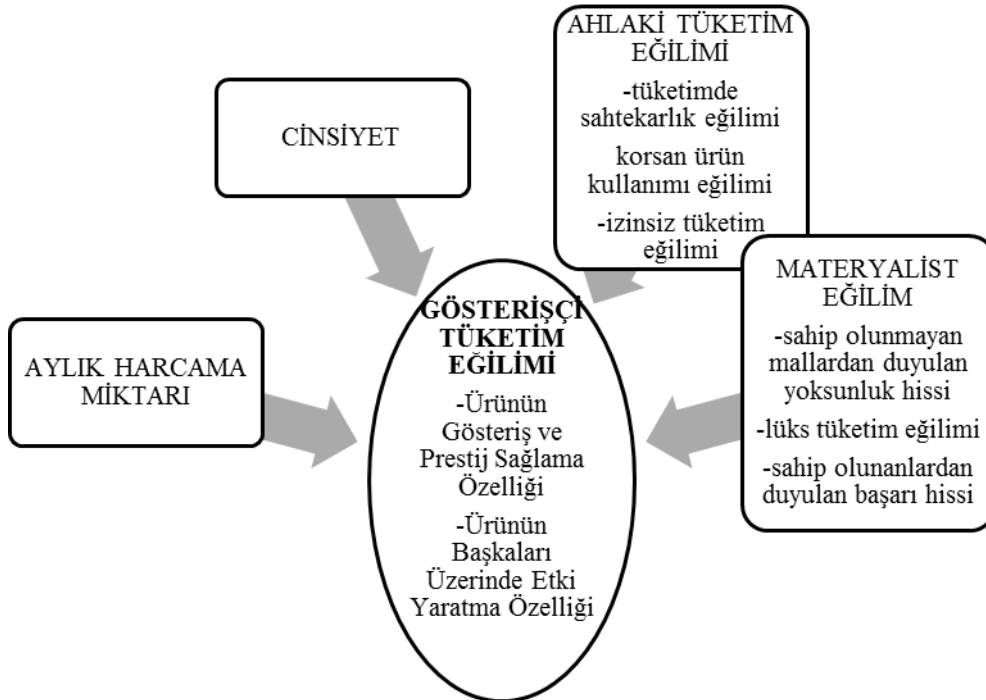 AHLAKİ TÜKETİM
EĞİLİMİ
-tüketimde
sahtekarlık eğilimi
korsan ürün
kullanımı eğilimi
-izinsiz tüketim
eğilimi
CİNSİYET
MATERYALİST
EĞİLİM
-sahip olunmayan
mallardan duyulan
yoksunluk hissi
-lüks tüketim eğilimi
-sahip olunanlardan
duyulan başarı hissi
AYLIK HARCAMA
MİKTARI
GÖSTERİŞÇİ
TÜKETİM
EĞİLİMİ
-Ürünün
Gösteriş ve
Prestij Sağlama
Özelliği
-Ürünün
Başkaları
Üzerinde Etki
Yaratma Özelliği